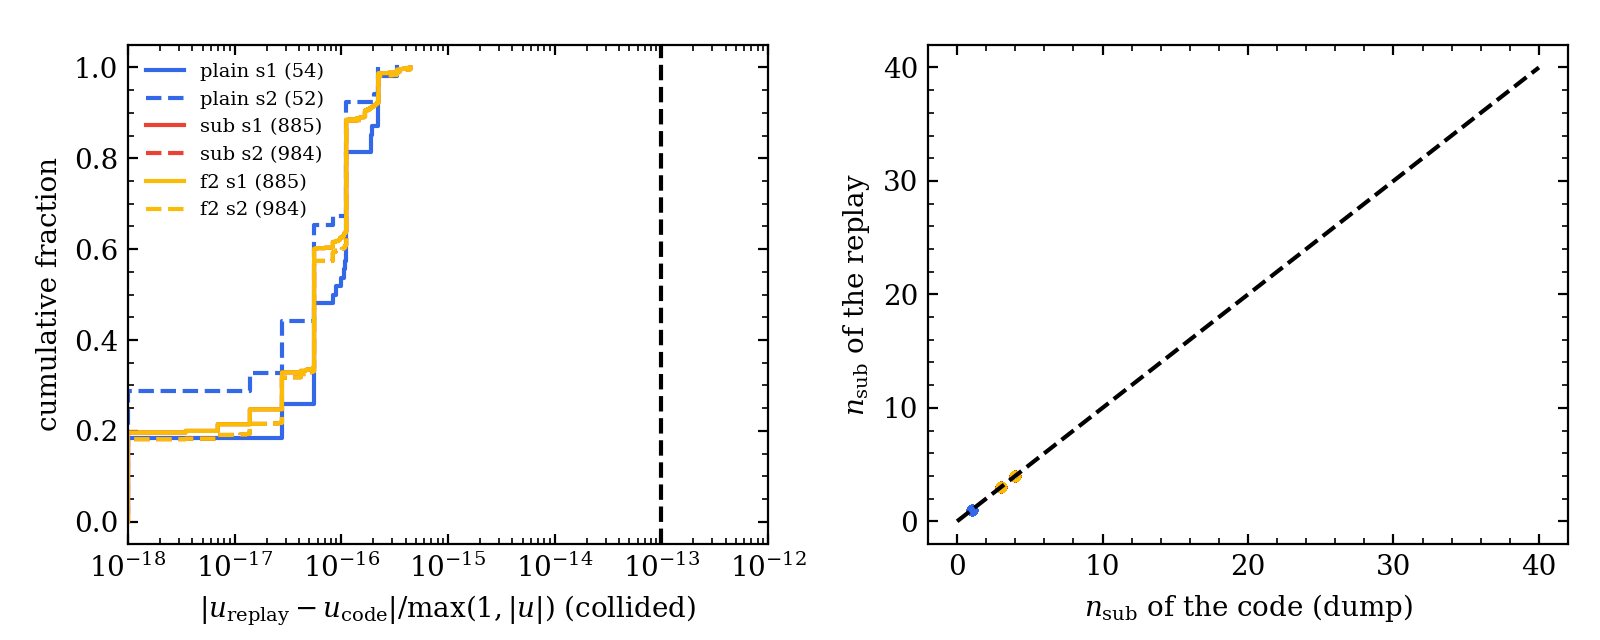 1.0
0.8
0.6
0.4
0.2
0.0
cumulative fraction
plain s1 (54)
plain s2 (52)
sub s1 (885)
sub s2 (984)
f2 s1 (885)
f2 s2 (984)
10⁻¹⁸ 10⁻¹⁷ 10⁻¹⁶ 10⁻¹⁵ 10⁻¹⁴ 10⁻¹³ 10⁻¹²
|u_replay − u_code|/max(1, |u|) (collided)
40
30
20
10
0
n_sub of the replay
0 10 20 30 40
n_sub of the code (dump)